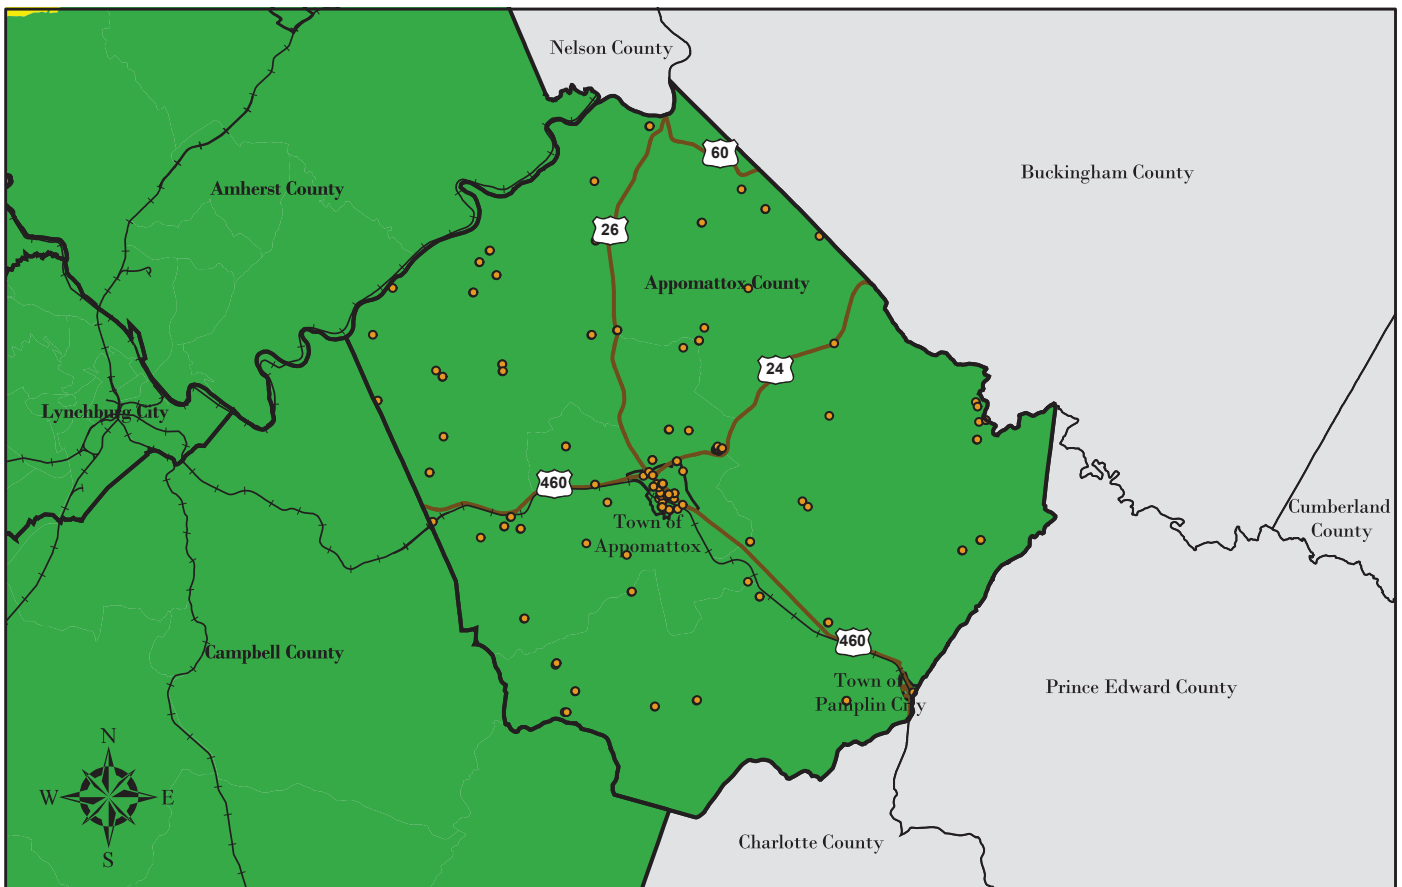 Nelson County
60
Buckingham County
Amherst County
26
Appomattox County
24
Lynchburg City
460
Cumberland
County
Town of
Appomattox
460
Campbell County
Town of
Pamplin City
Prince Edward County
N
W
E
S
Charlotte County